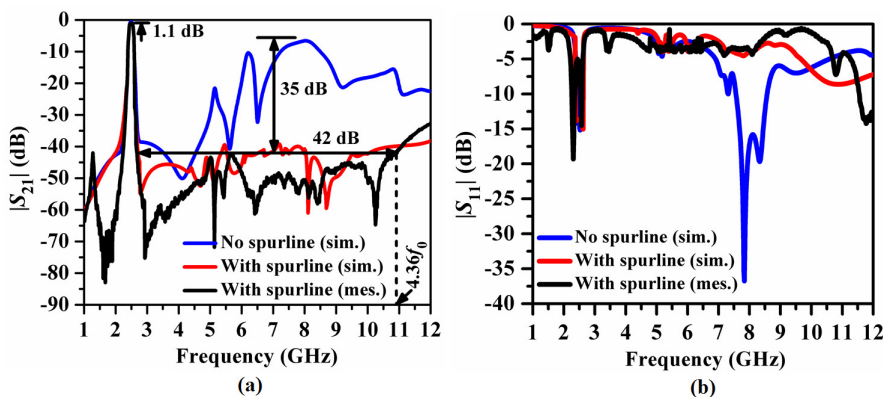 0
-10
-20
-30
-40
-50
-60
-70
-80
-90
|S21| (dB)
1.1 dB
35 dB
42 dB
4.36f0
No spurline (sim.)
With spurline (sim.)
With spurline (mes.)
1 2 3 4 5 6 7 8 9 10 11 12
Frequency (GHz)
(a)
0
-5
-10
-15
-20
-25
-30
-35
-40
|S11| (dB)
No spurline (sim.)
With spurline (sim.)
With spurline (mes.)
1 2 3 4 5 6 7 8 9 10 11 12
Frequency (GHz)
(b)